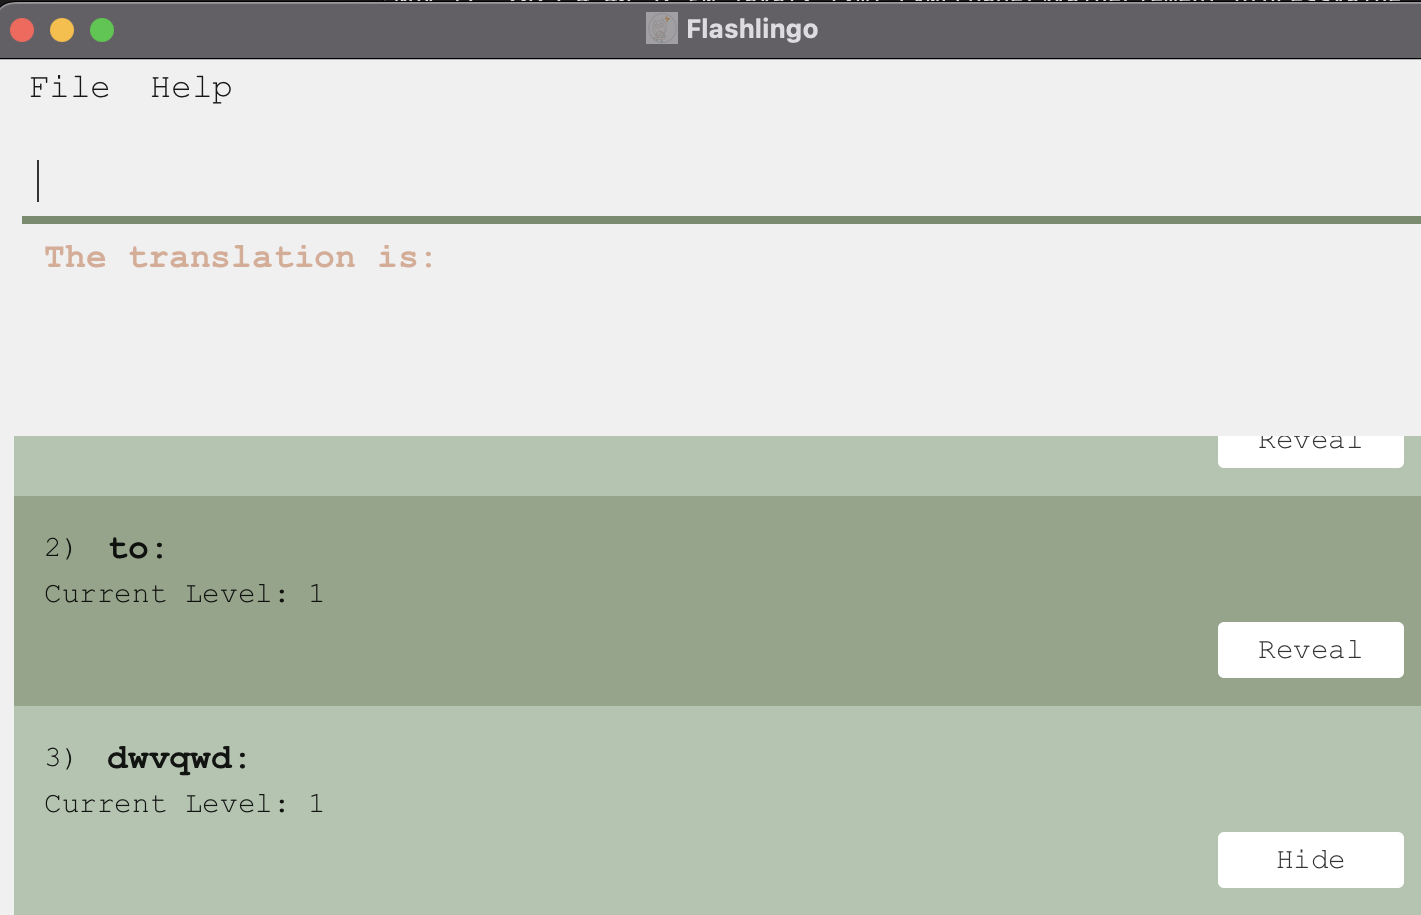 Flashlingo
File Help
The translation is:
Reveal
2) to:
Current Level: 1
Reveal
3) dwvqwd:
Current Level: 1
Hide